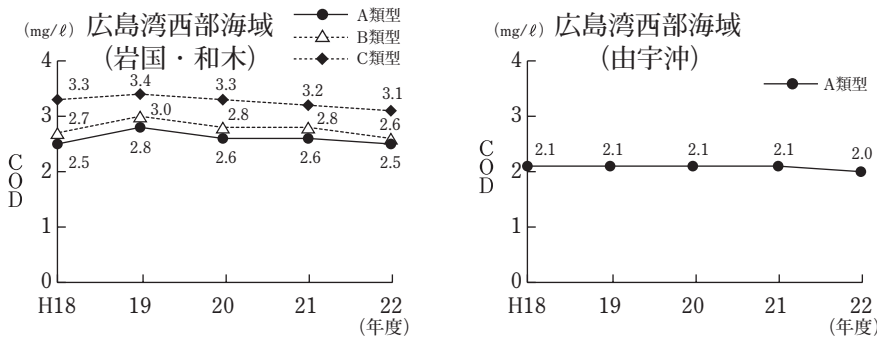 (mg/ℓ) 広島湾西部海域
(岩国・和木)
A類型
B類型
C類型
4
3
2
1
0
COD
3.3
3.4
3.3
3.2
3.1
2.7
3.0
2.8
2.8
2.6
2.5
2.8
2.6
2.6
2.5
H18
19
20
21
22
(年度)
(mg/ℓ) 広島湾西部海域
(由宇沖)
A類型
4
3
2
1
0
COD
2.1
2.1
2.1
2.1
2.0
H18
19
20
21
22
(年度)